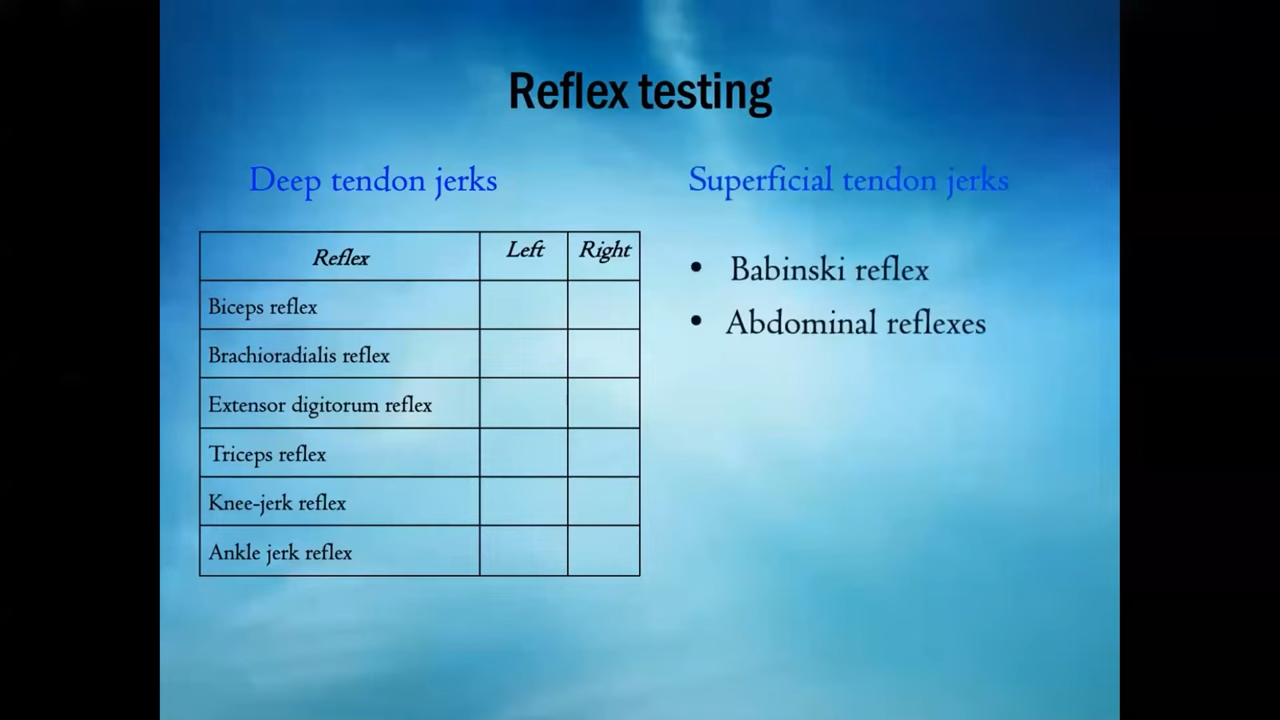 Reflex testing
Deep tendon jerks
Reflex Left Right
Biceps reflex
Brachioradialis reflex
Extensor digitorum reflex
Triceps reflex
Knee-jerk reflex
Ankle jerk reflex
Superficial tendon jerks
• Babinski reflex
• Abdominal reflexes